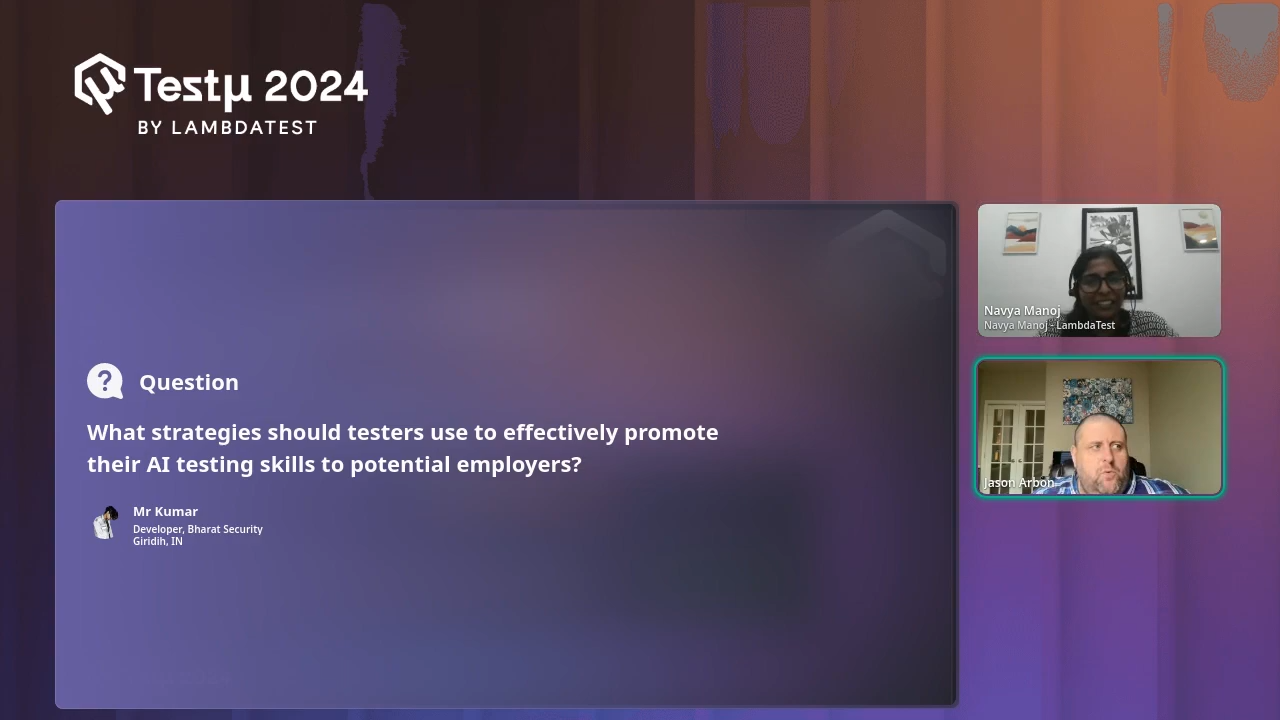 Testμ 2024
BY LAMBDATEST
Question
What strategies should testers use to effectively promote
their AI testing skills to potential employers?
Mr Kumar
Developer, Bharat Security
Giridih, IN
Navya Manoj
Navya Manoj - LambdaTest
Jason Arbon